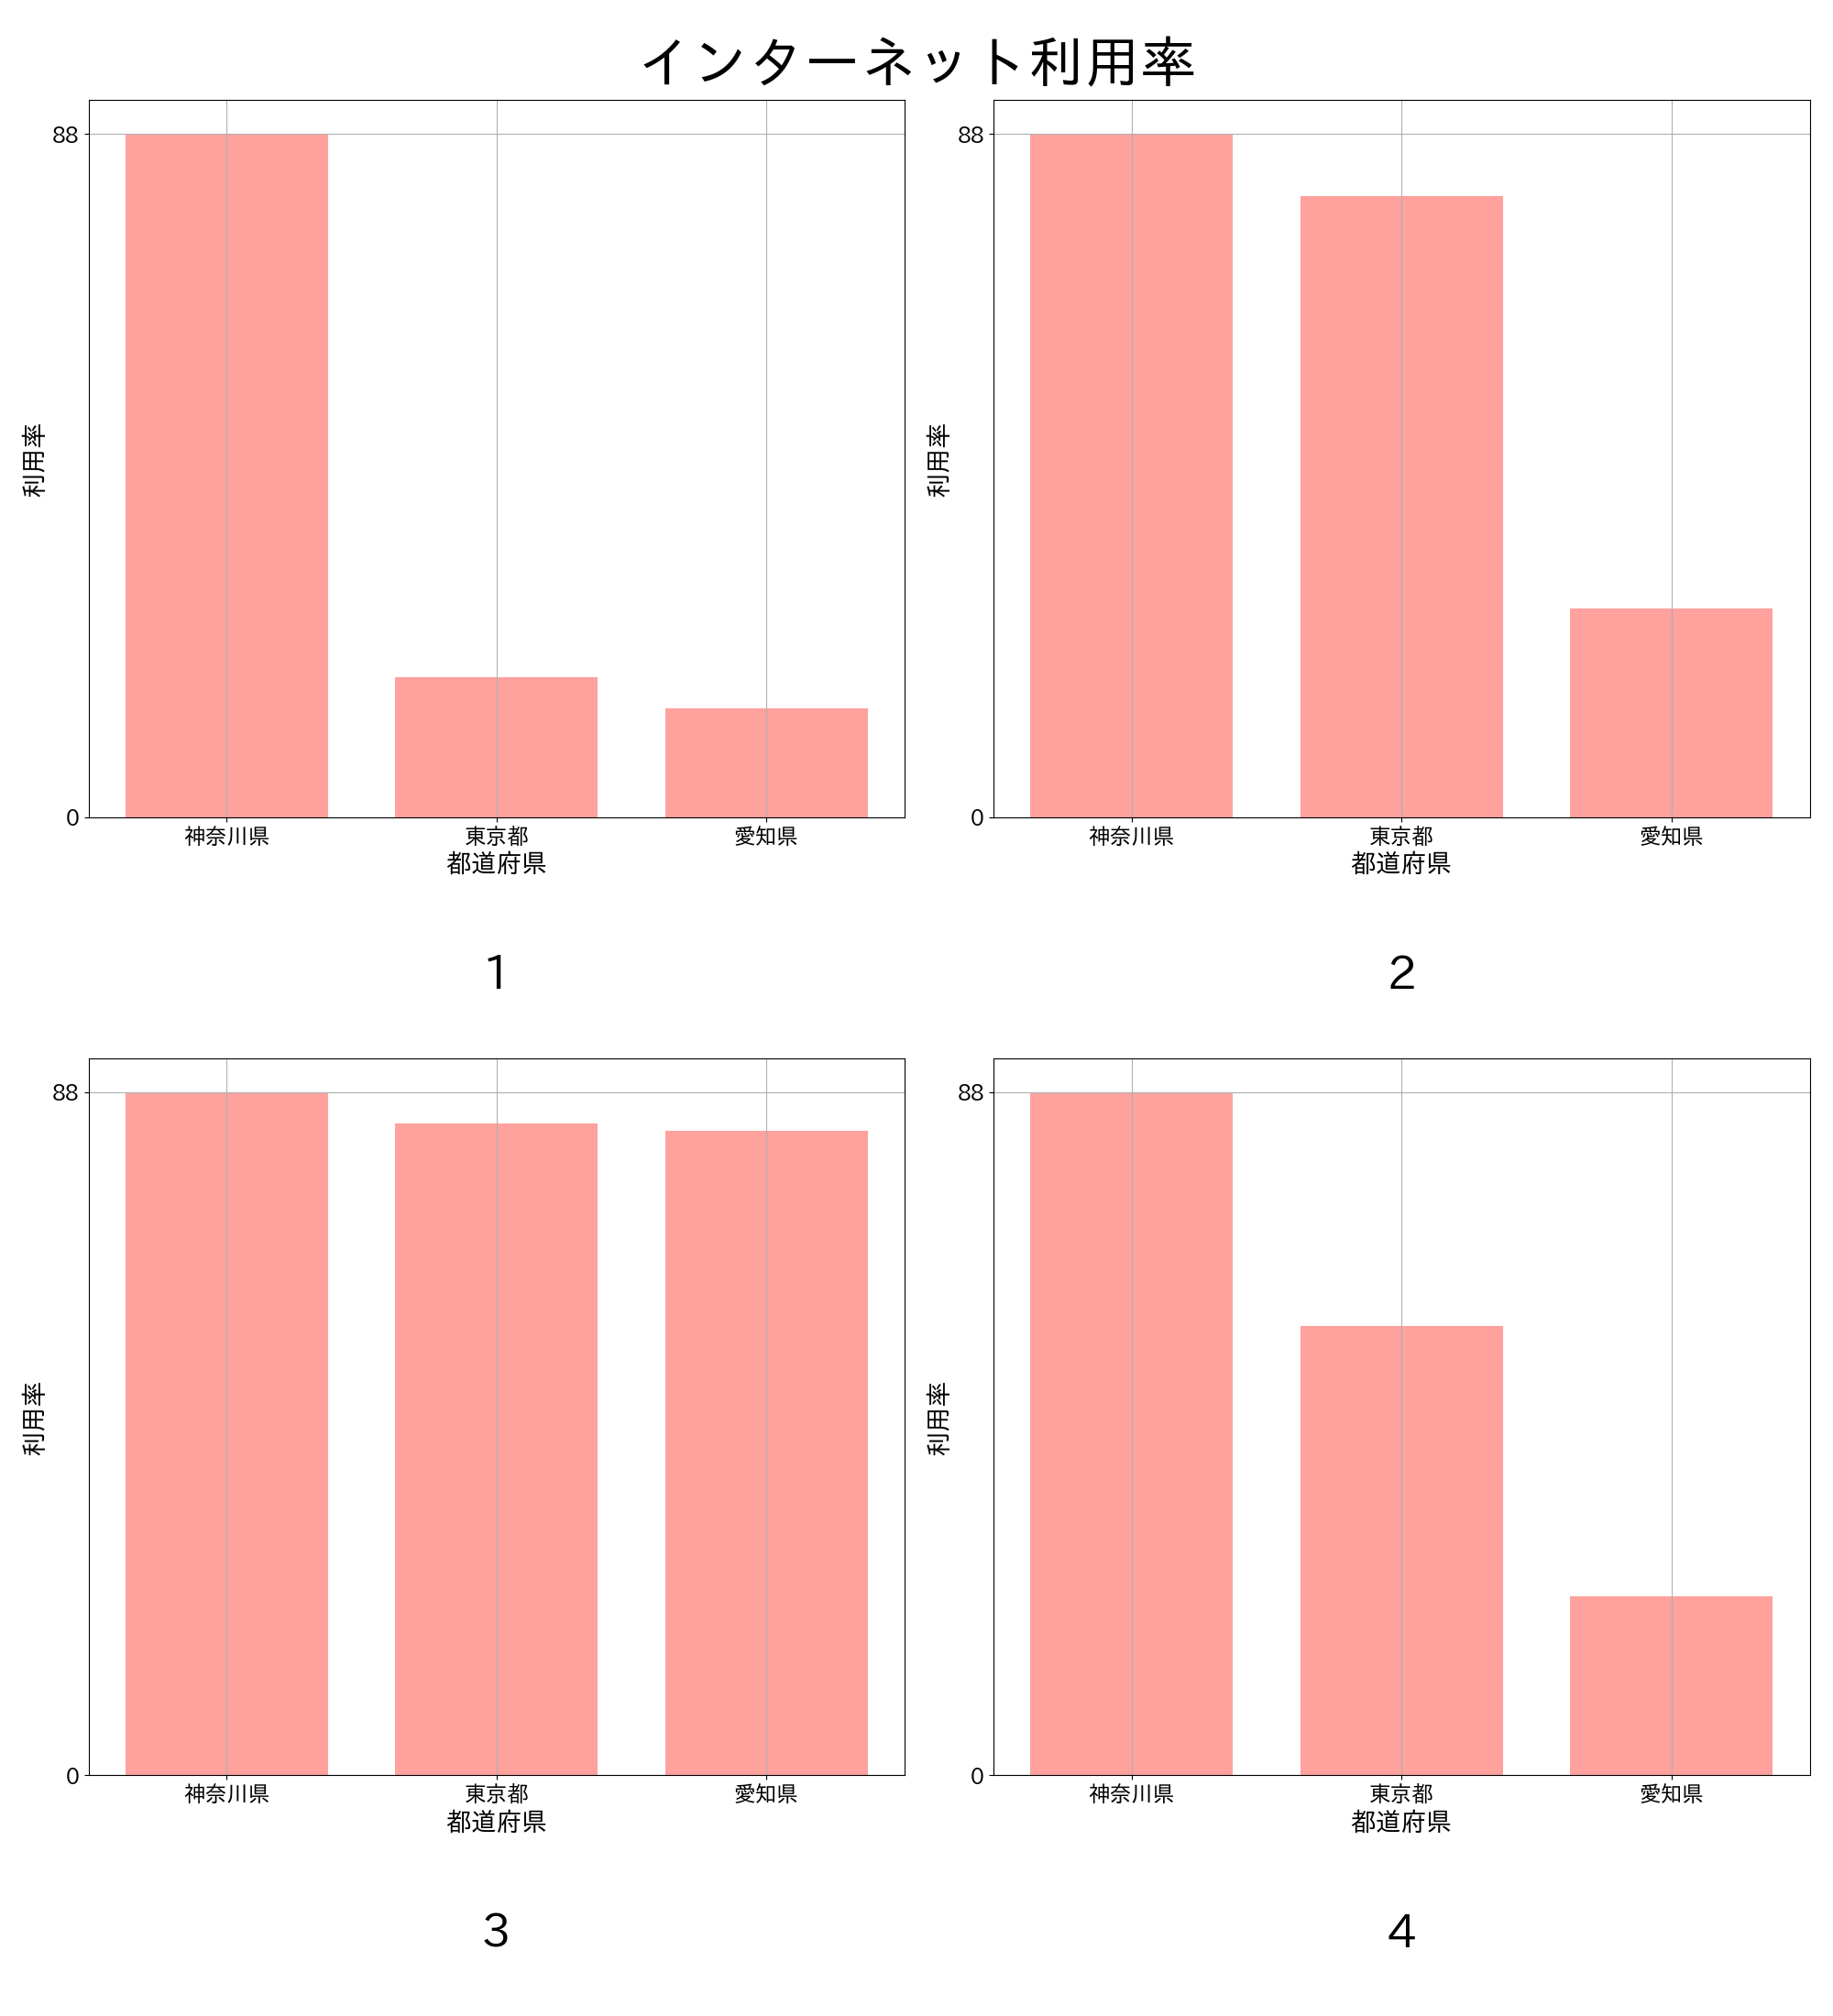 インターネット利用率
88
0
利用率
神奈川県 東京都 愛知県
都道府県
1
88
0
利用率
神奈川県 東京都 愛知県
都道府県
2
88
0
利用率
神奈川県 東京都 愛知県
都道府県
3
88
0
利用率
神奈川県 東京都 愛知県
都道府県
4